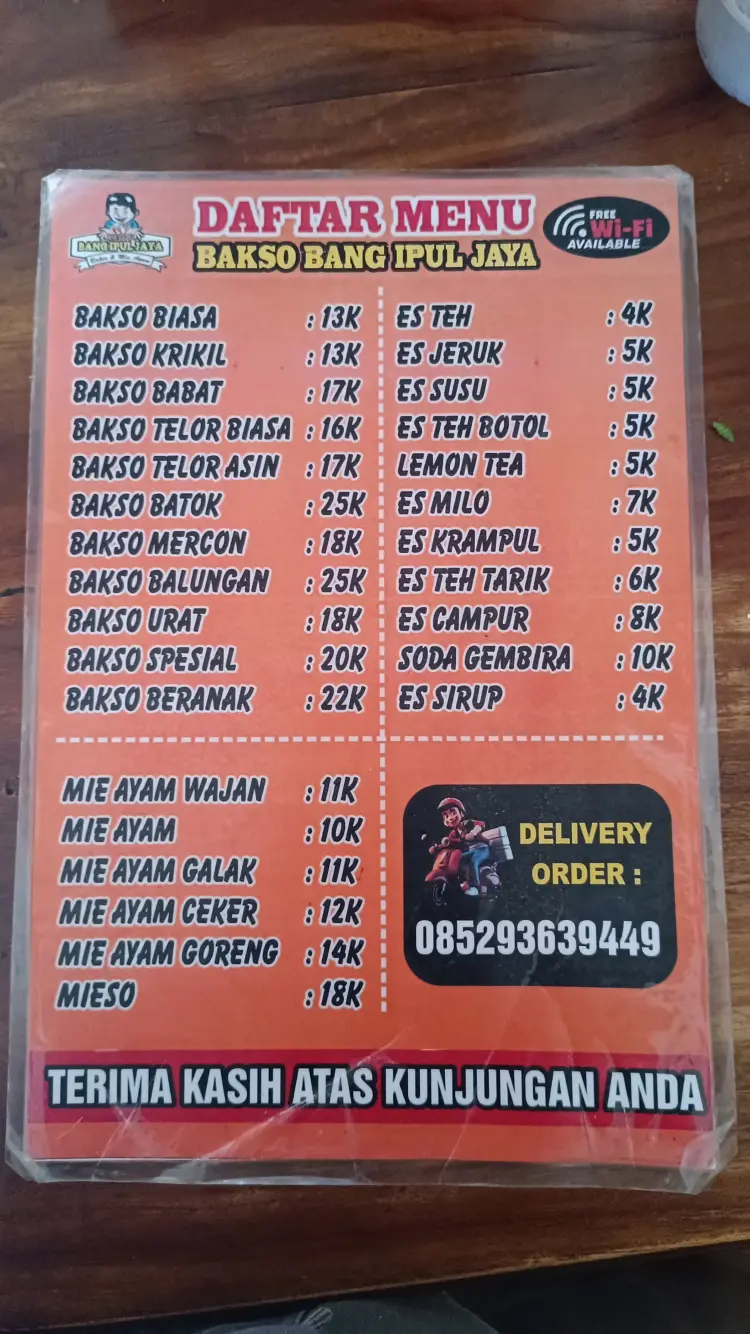 BANG IPUL JAYA
DAFTAR MENU
BAKSO BANG IPUL JAYA
FREE
Wi-Fi
AVAILABLE
BAKSO BIASA : 13K
BAKSO KRIKIL : 13K
BAKSO BABAT : 17K
BAKSO TELOR BIASA : 16K
BAKSO TELOR ASIN : 17K
BAKSO BATOK : 25K
BAKSO MERCON : 18K
BAKSO BALUNGAN : 25K
BAKSO URAT : 18K
BAKSO SPESIAL : 20K
BAKSO BERANAK : 22K
ES TEH : 4K
ES JERUK : 5K
ES SUSU : 5K
ES TEH BOTOL : 5K
LEMON TEA : 5K
ES MILO : 7K
ES KRAMPUL : 5K
ES TEH TARIK : 6K
ES CAMPUR : 8K
SODA GEMBIRA : 10K
ES SIRUP : 4K
MIE AYAM WAJAN : 11K
MIE AYAM : 10K
MIE AYAM GALAK : 11K
MIE AYAM CEKER : 12K
MIE AYAM GORENG : 14K
MIESO : 18K
DELIVERY
ORDER :
085293639449
TERIMA KASIH ATAS KUNJUNGAN ANDA